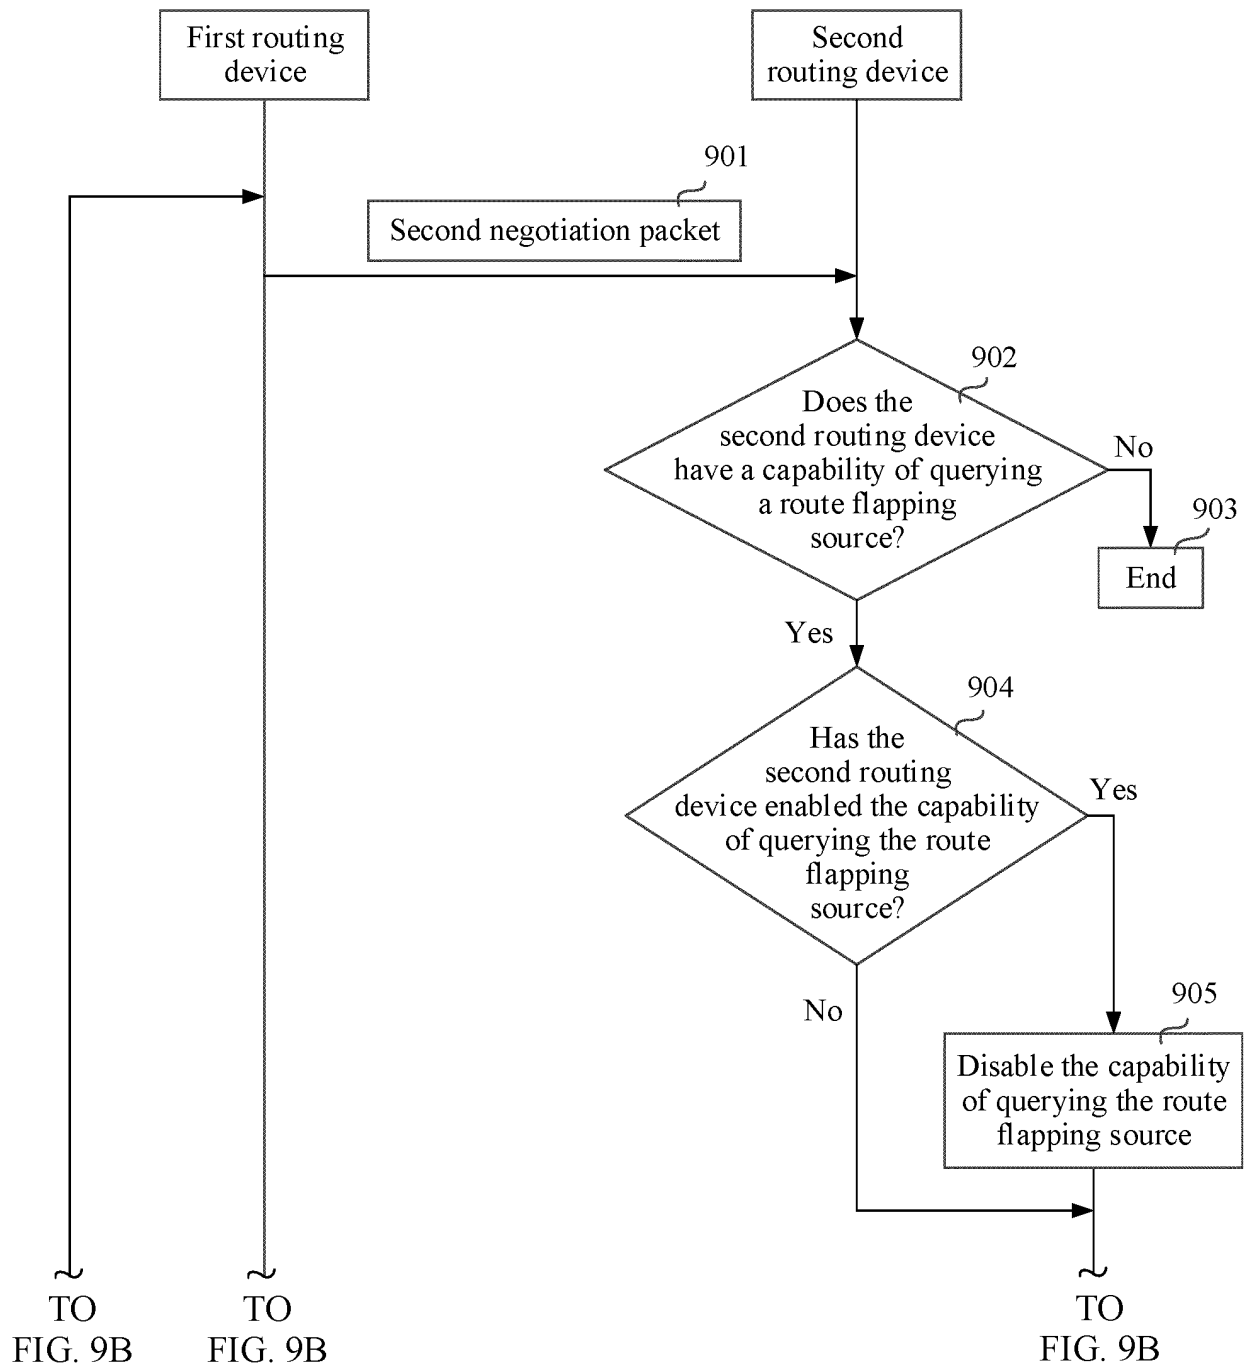 First routing
device
Second
routing device
901
Second negotiation packet
902
Does the
second routing device
have a capability of querying
a route flapping
source?
No
903
End
Yes
904
Has the
second routing
device enabled the capability
of querying the route
flapping
source?
Yes
No
905
Disable the capability
of querying the route
flapping source
TO
FIG. 9B
TO
FIG. 9B
TO
FIG. 9B